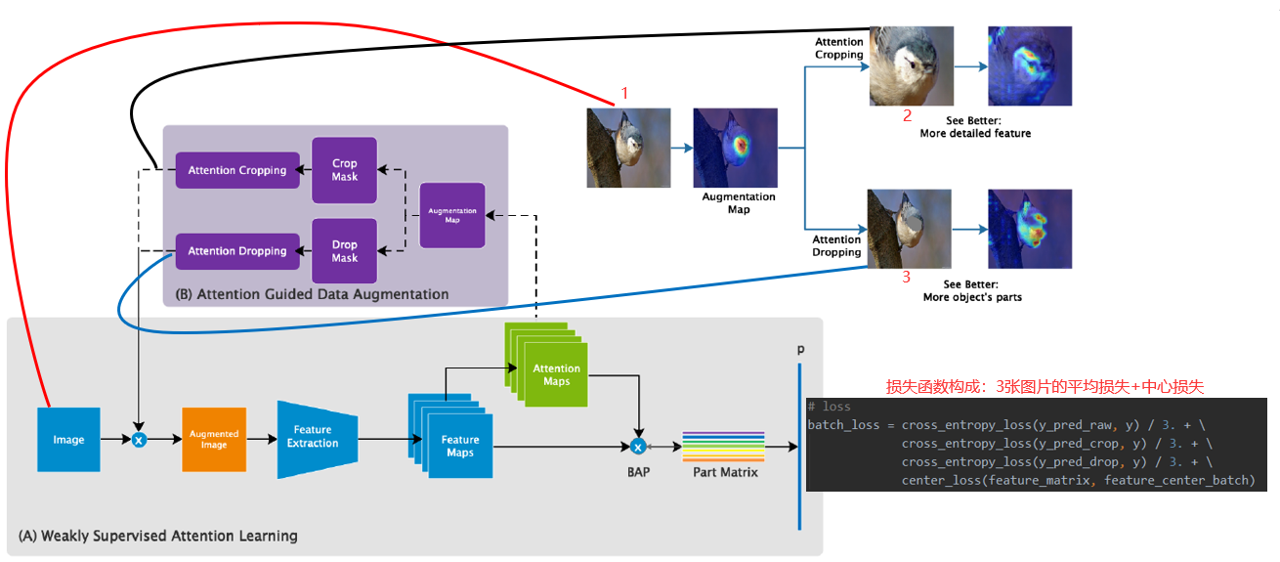 Attention
Cropping
1
2
See Better:
More detailed feature
Augmentation
Map
Attention
Dropping
3
See Better:
More object's parts
Attention Cropping
Crop
Mask
Augmentation
Map
Attention Dropping
Drop
Mask
(B) Attention Guided Data Augmentation
Attention
Maps
p
Image
x
Augmented
Image
Feature
Extraction
Feature
Maps
x
BAP
Part Matrix
(A) Weakly Supervised Attention Learning
损失函数构成：3张图片的平均损失+中心损失
# loss
batch_loss = cross_entropy_loss(y_pred_raw, y) / 3. + \
cross_entropy_loss(y_pred_crop, y) / 3. + \
cross_entropy_loss(y_pred_drop, y) / 3. + \
center_loss(feature_matrix, feature_center_batch)